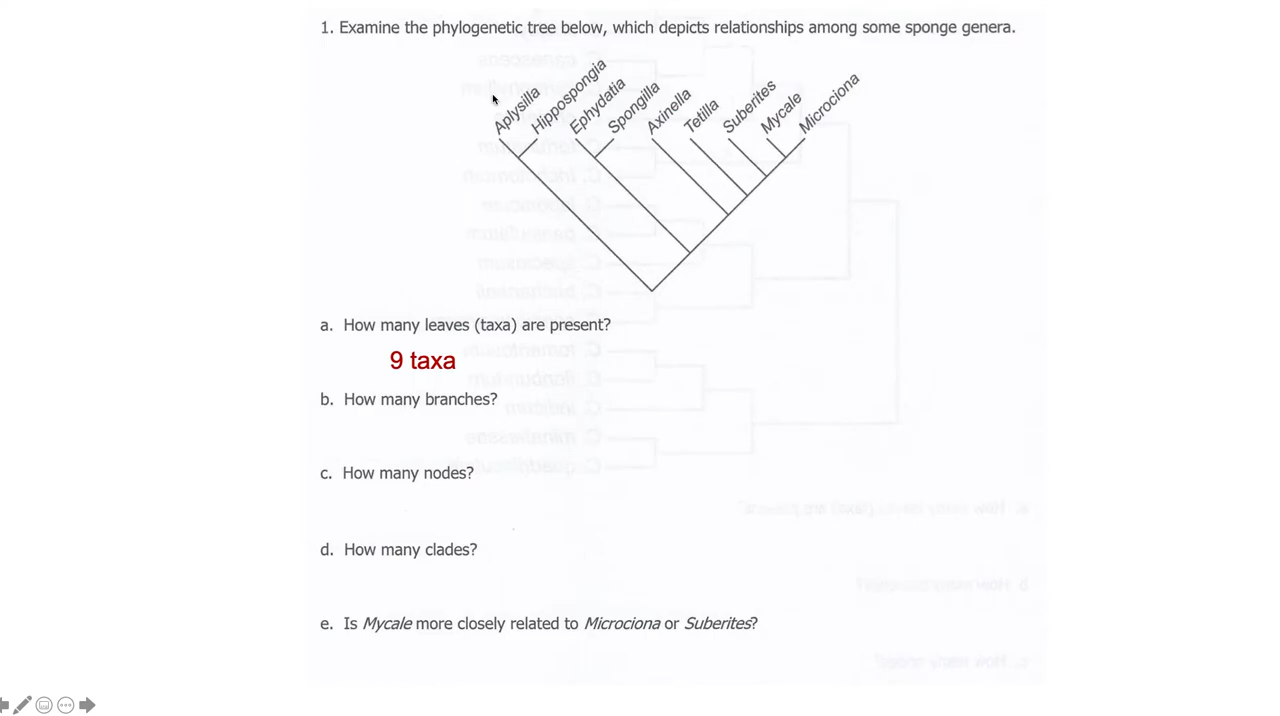 1. Examine the phylogenetic tree below, which depicts relationships among some sponge genera.
Aplysilla
Hippospongia
Ephydatia
Spongilla
Axinella
Tetilla
Suberites
Mycale
Microciona
a. How many leaves (taxa) are present?
9 taxa
b. How many branches?
c. How many nodes?
d. How many clades?
e. Is Mycale more closely related to Microciona or Suberites?